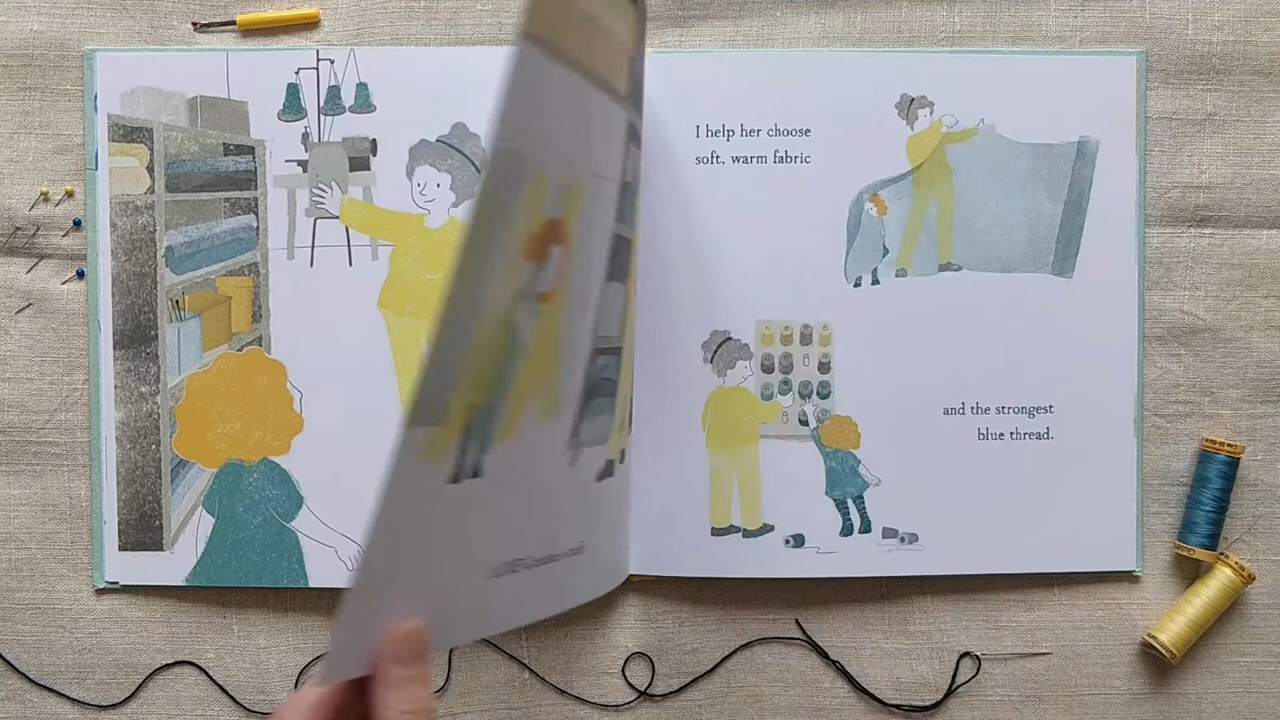 I help her choose
soft, warm fabric
and the strongest
blue thread.